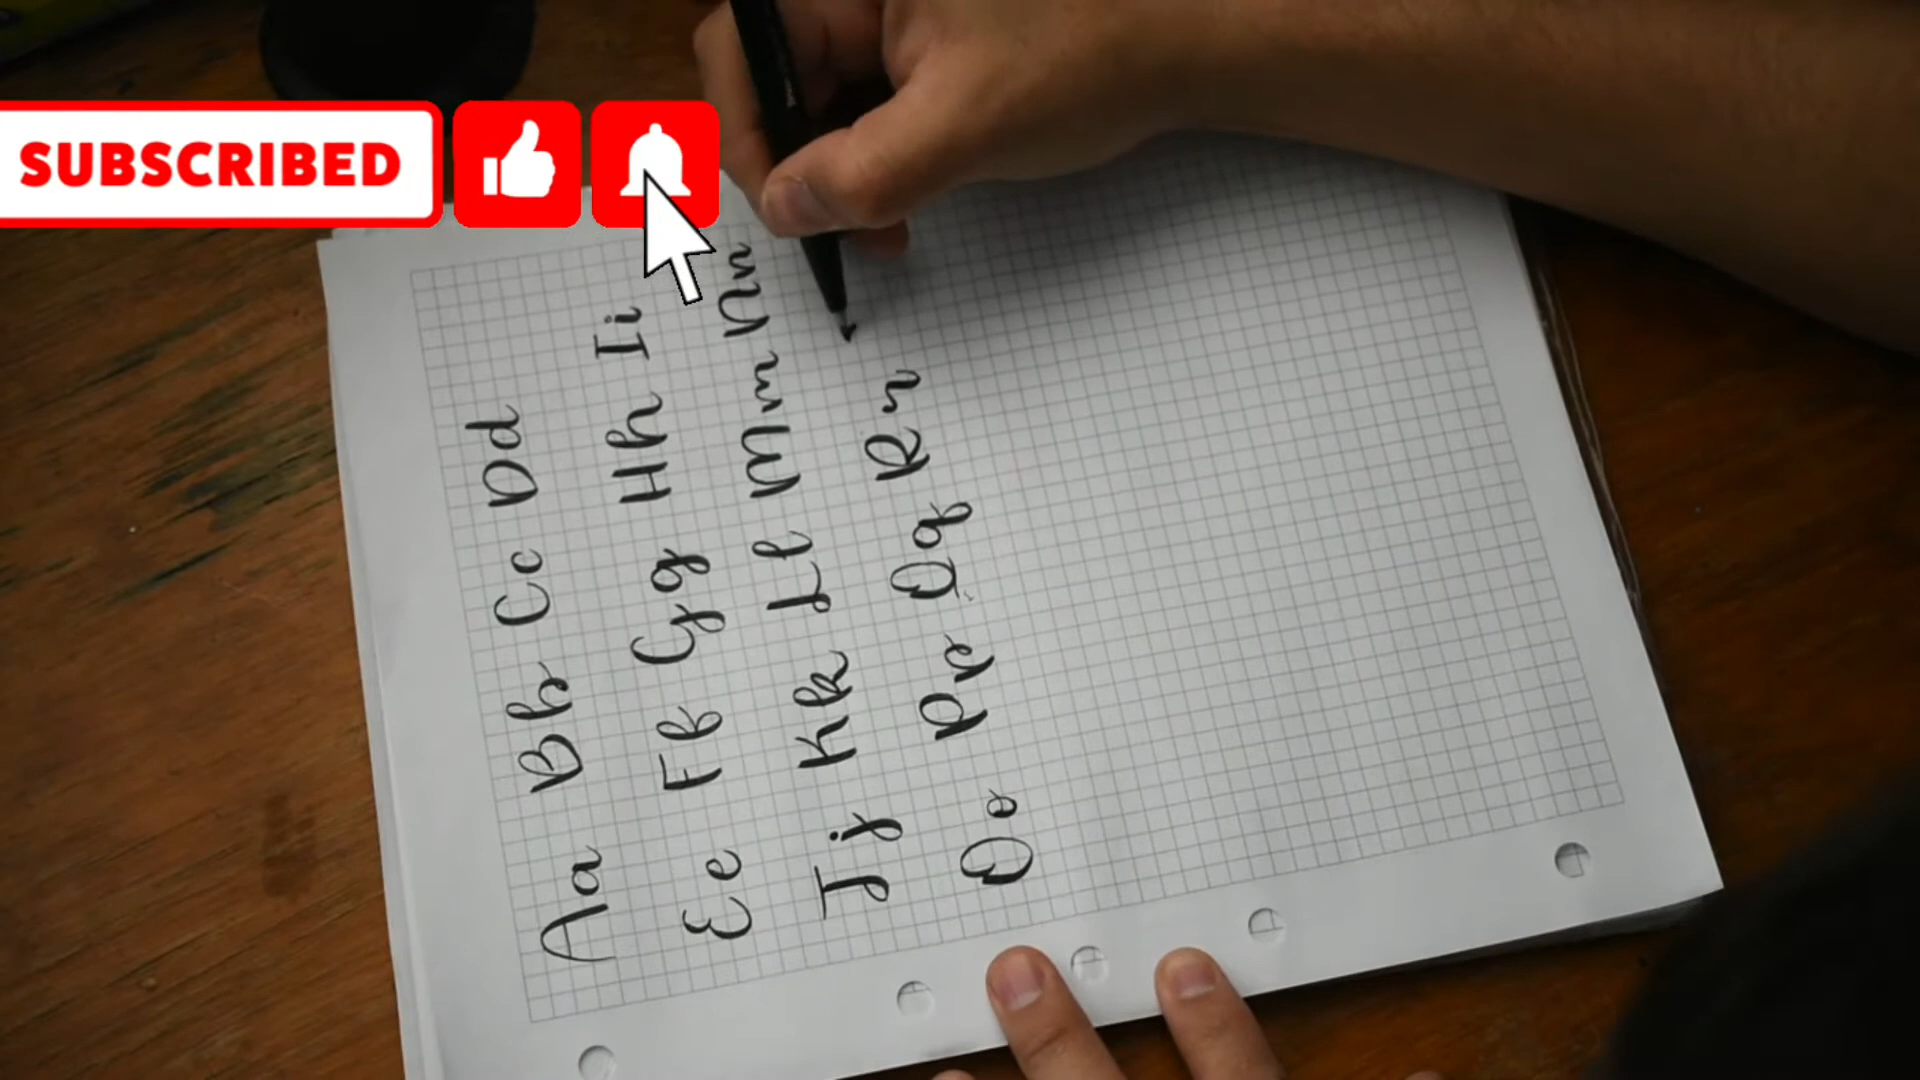 SUBSCRIBED
Aa Bb Cc Dd
Ee Ff Gg Hh Ii
Jj Kk Ll Mm Nn
Oo Pp Qq Rr